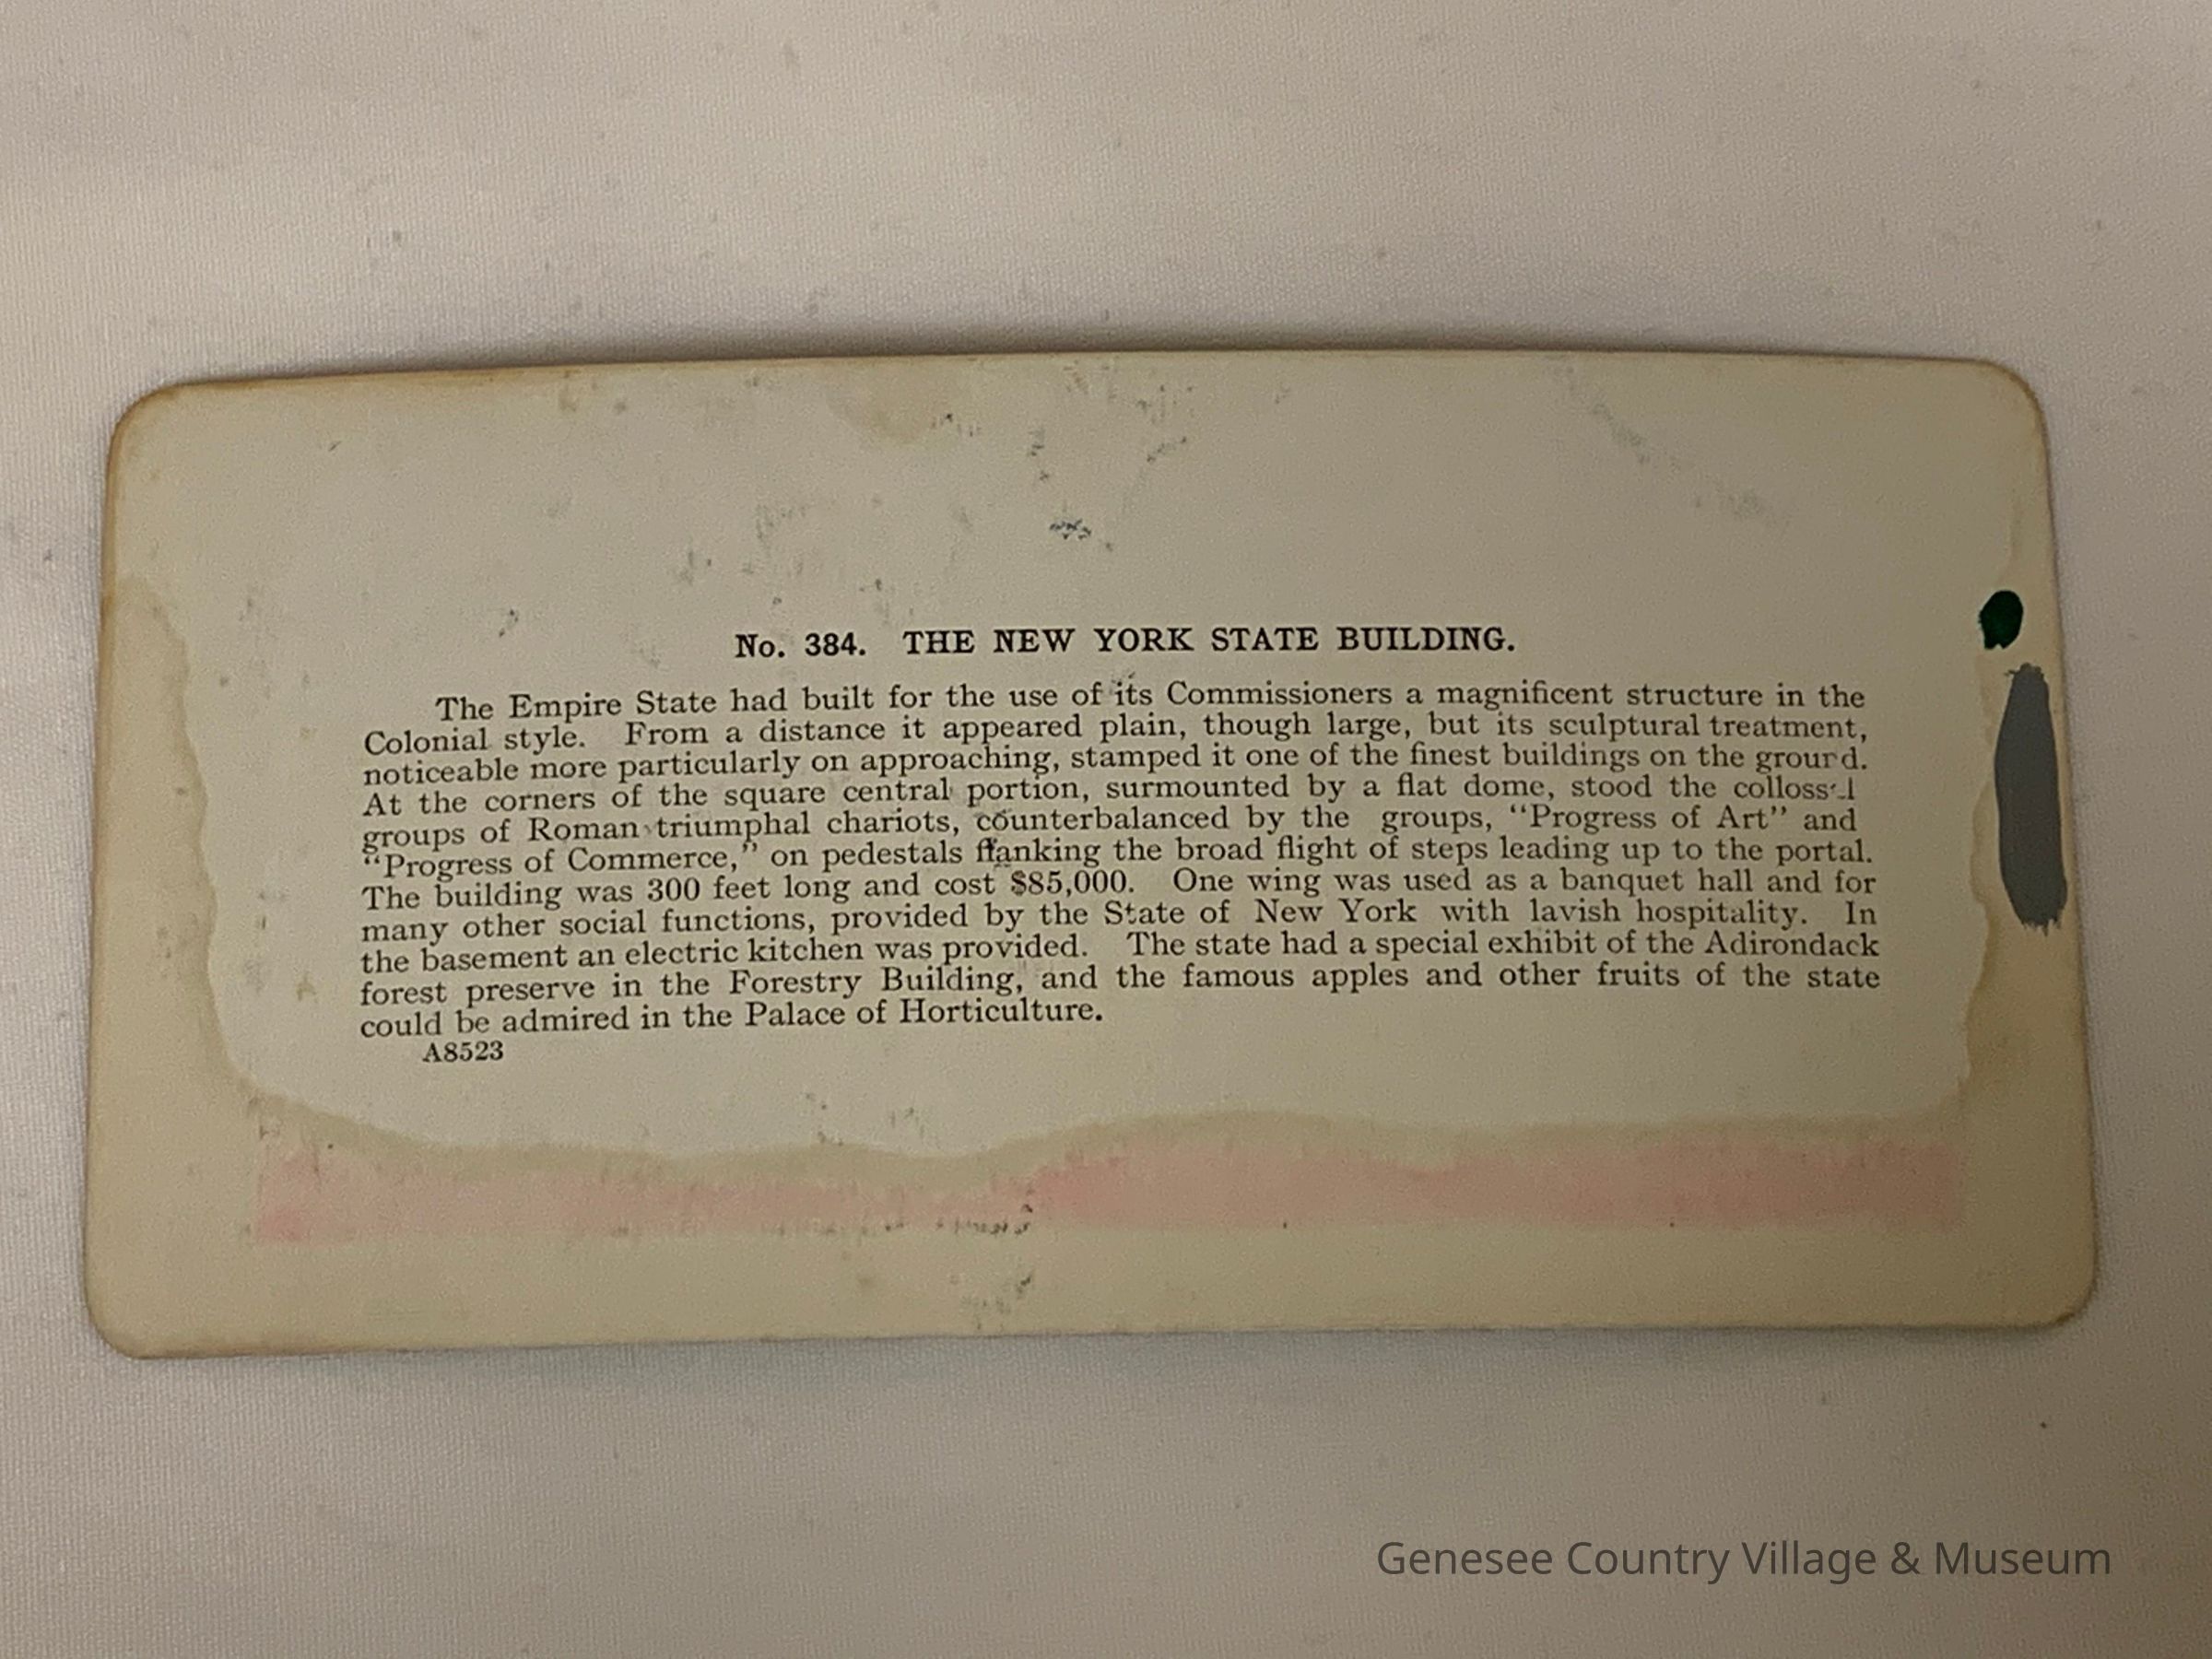 No. 384. THE NEW YORK STATE BUILDING.
The Empire State had built for the use of its Commissioners a magnificent structure in the
Colonial style. From a distance it appeared plain, though large, but its sculptural treatment,
noticeable more particularly on approaching, stamped it one of the finest buildings on the ground.
At the corners of the square central portion, surmounted by a flat dome, stood the collossal
groups of Roman triumphal chariots, counterbalanced by the groups, “Progress of Art” and
“Progress of Commerce,” on pedestals flanking the broad flight of steps leading up to the portal.
The building was 300 feet long and cost $85,000. One wing was used as a banquet hall and for
many other social functions, provided by the State of New York with lavish hospitality. In
the basement an electric kitchen was provided. The state had a special exhibit of the Adirondack
forest preserve in the Forestry Building, and the famous apples and other fruits of the state
could be admired in the Palace of Horticulture.
A8523
Genesee Country Village & Museum